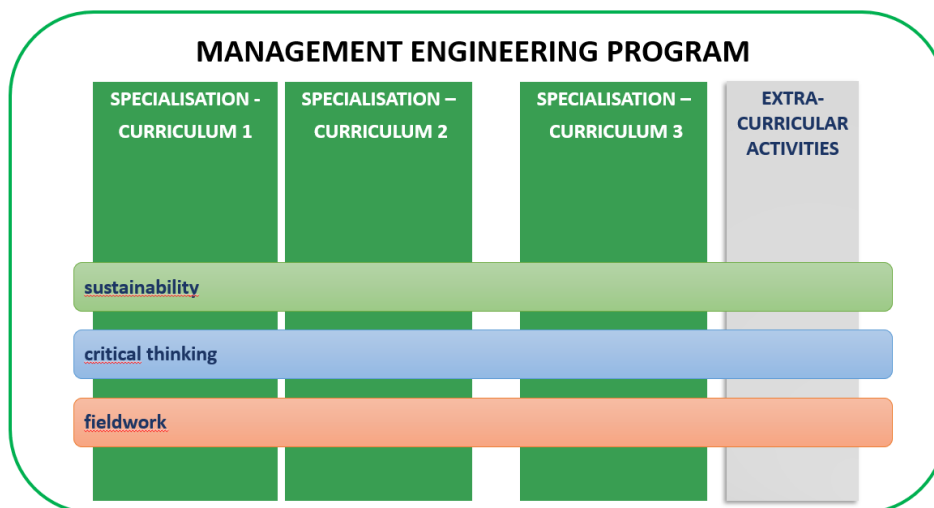 MANAGEMENT ENGINEERING PROGRAM
SPECIALISATION -
CURRICULUM 1
SPECIALISATION –
CURRICULUM 2
SPECIALISATION –
CURRICULUM 3
EXTRA-
CURRICULAR
ACTIVITIES
sustainability
critical thinking
fieldwork